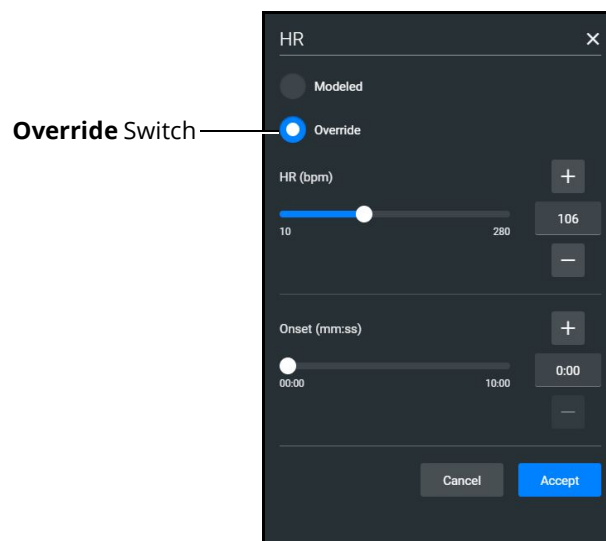 HR
Modeled
Override Switch
Override
HR (bpm)
106
10 280
Onset (mm:ss)
0:00
00:00 10:00
Cancel Accept